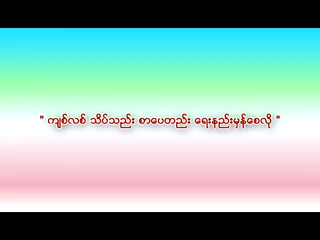 " ကျစ်လစ် သိပ်သည်း စာပေတည်း ရေးနည်းမှန်စေလို "